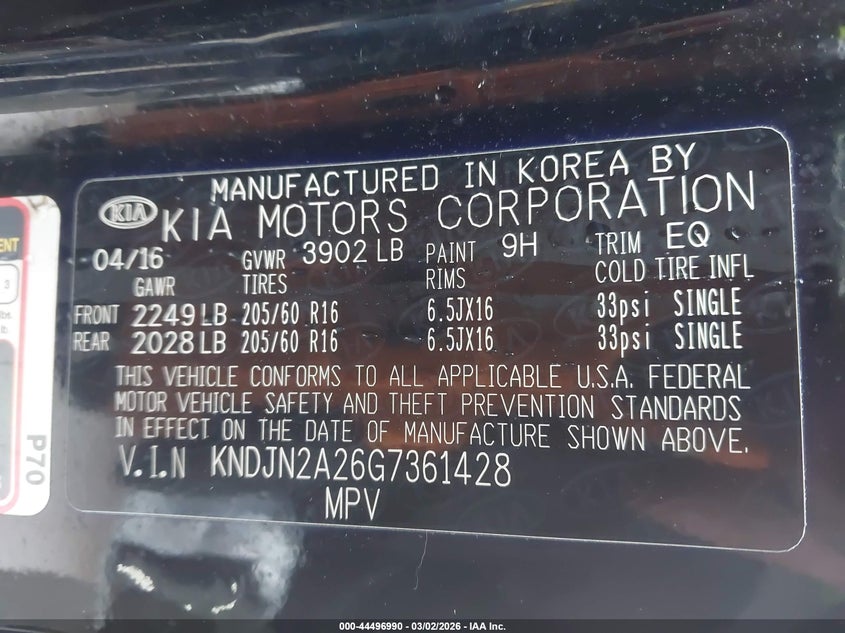 MANUFACTURED IN KOREA BY
KIA KIA MOTORS CORPORATION
04/16 GVWR 3902 LB PAINT 9H TRIM EQ
GAWR TIRES RIMS COLD TIRE INFL
FRONT 2249 LB 205/60 R16 6.5JX16 33psi SINGLE
REAR 2028 LB 205/60 R16 6.5JX16 33psi SINGLE
THIS VEHICLE CONFORMS TO ALL APPLICABLE U.S.A. FEDERAL
MOTOR VEHICLE SAFETY AND THEFT PREVENTION STANDARDS
IN EFFECT ON THE DATE OF MANUFACTURE SHOWN ABOVE.
V.I.N KNDJN2A26G7361428
MPV
3
lb.
P70
000-44496990 - 03/02/2026 - IAA Inc.